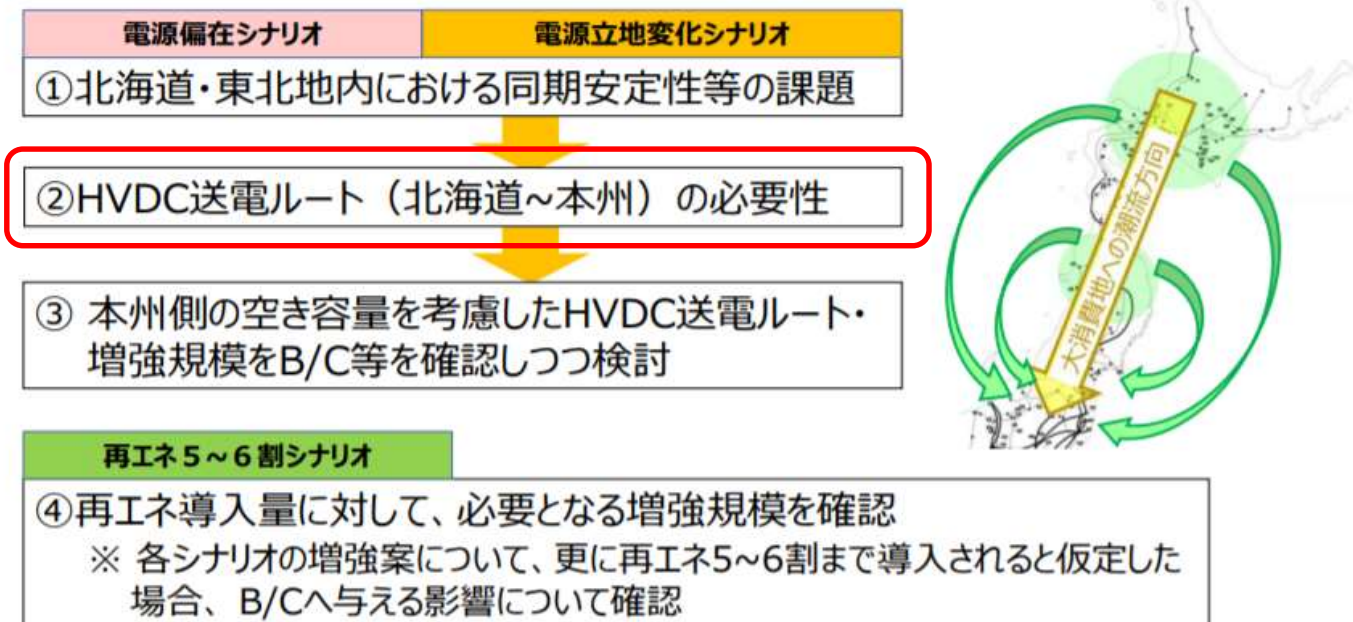 電源偏在シナリオ 電源立地変化シナリオ
①北海道・東北地内における同期安定性等の課題
②HVDC送電ルート（北海道~本州）の必要性
③ 本州側の空き容量を考慮したHVDC送電ルート・
増強規模をB/C等を確認しつつ検討
大消費地への潮流方向
再エネ５～６割シナリオ
④再エネ導入量に対して、必要となる増強規模を確認
※ 各シナリオの増強案について、更に再エネ5~6割まで導入されると仮定した
場合、B/Cへ与える影響について確認